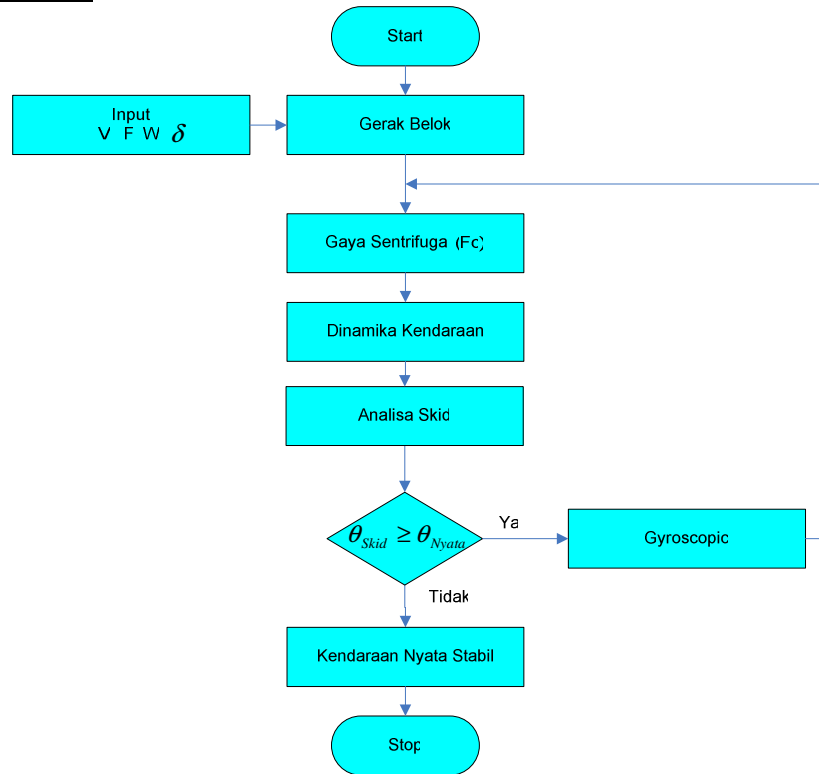 Start
Input
V F W δ
Gerak Belok
Gaya Sentrifuga (Fc)
Dinamika Kendaraan
Analisa Skid
θSkid ≥ θNyata
Ya
Gyroscopic
Tidak
Kendaraan Nyata Stabil
Stop